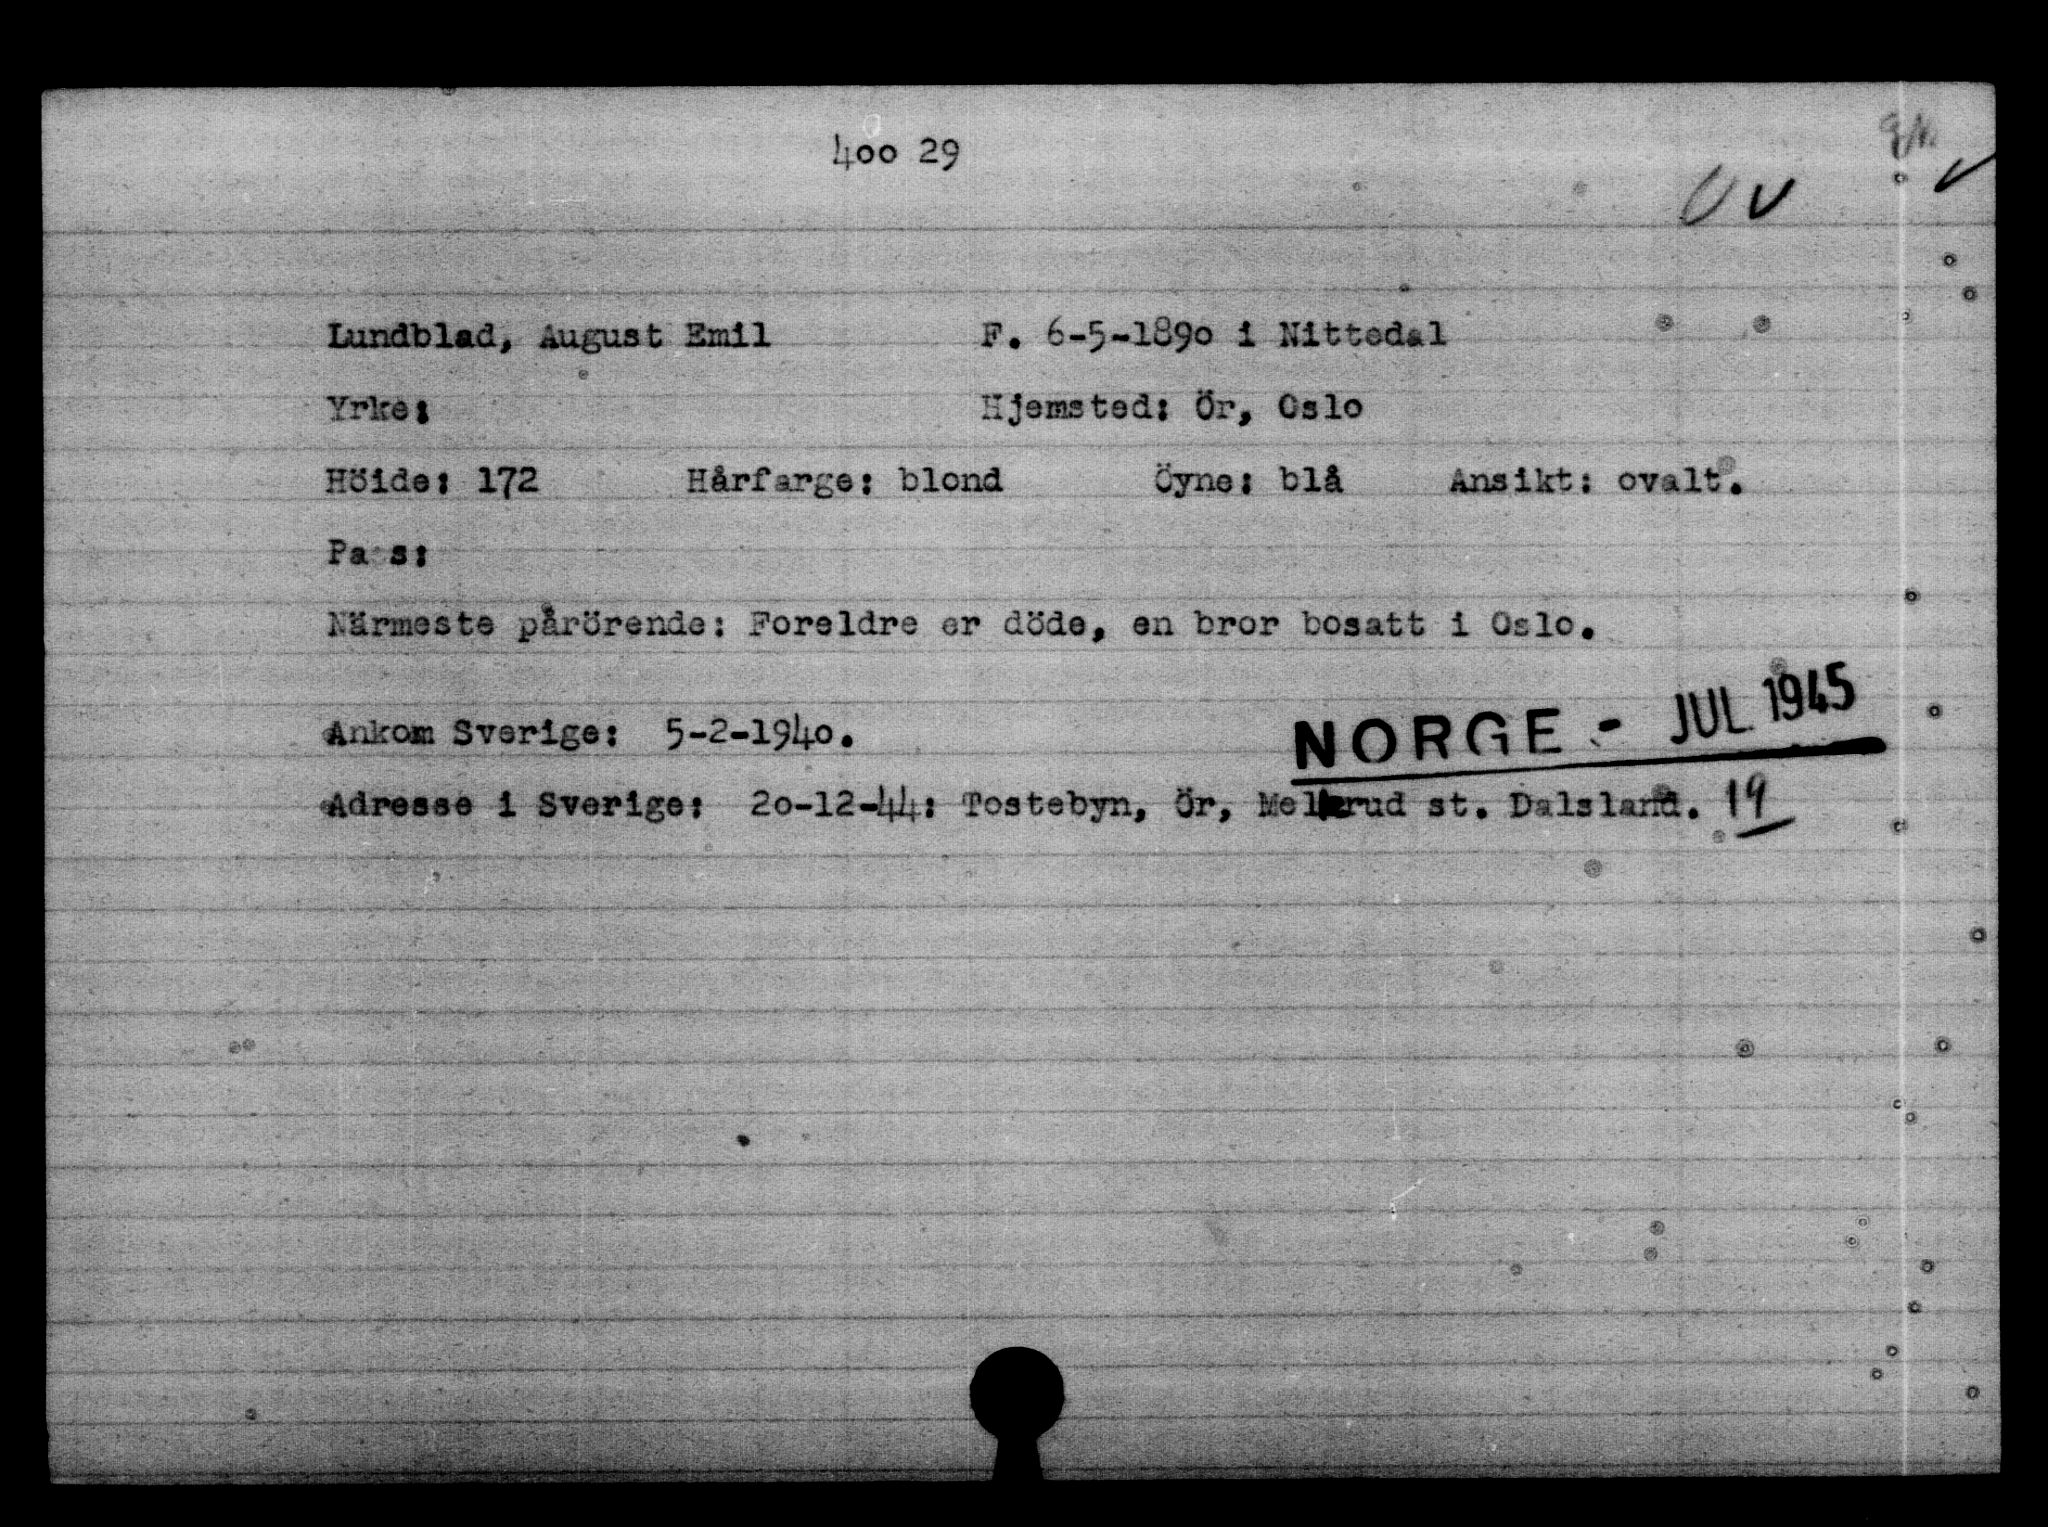 400 29
Lundblad, August Emil F. 6-5-1890 i Nittedal
Yrke: Hjemsted: Ör, Oslo
Höide: 172 Hårfarge: blond Öyne: blå Ansikt: ovalt.
Pass:
Närmeste pårörende: Foreldre er döde, en bror bosatt i Oslo.
NORGE - JUL 1945
Ankom Sverige: 5-2-1940.
Adresse i Sverige: 20-12-44: Tostebyn, Ör, Mellerud st. Dalsland. 19